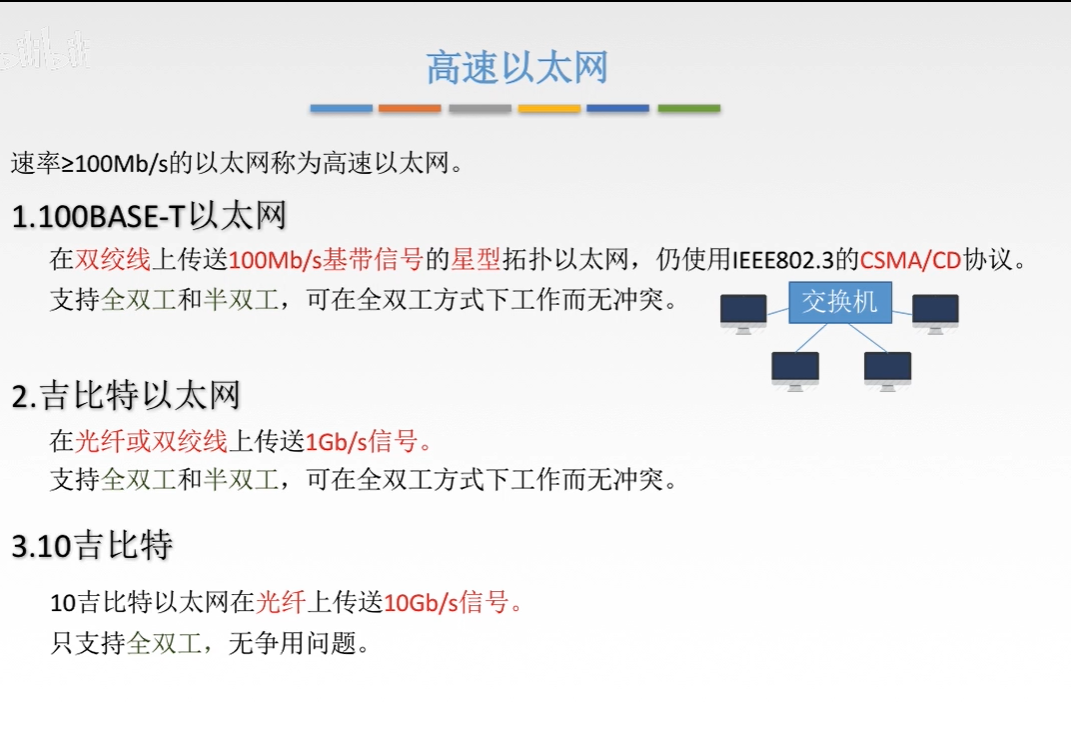 高速以太网
速率≥100Mb/s的以太网称为高速以太网。
1.100BASE-T以太网
在双绞线上传送100Mb/s基带信号的星型拓扑以太网，仍使用IEEE802.3的CSMA/CD协议。
支持全双工和半双工，可在全双工方式下工作而无冲突。
交换机
2.吉比特以太网
在光纤或双绞线上传送1Gb/s信号。
支持全双工和半双工，可在全双工方式下工作而无冲突。
3.10吉比特
10吉比特以太网在光纤上传送10Gb/s信号。
只支持全双工，无争用问题。